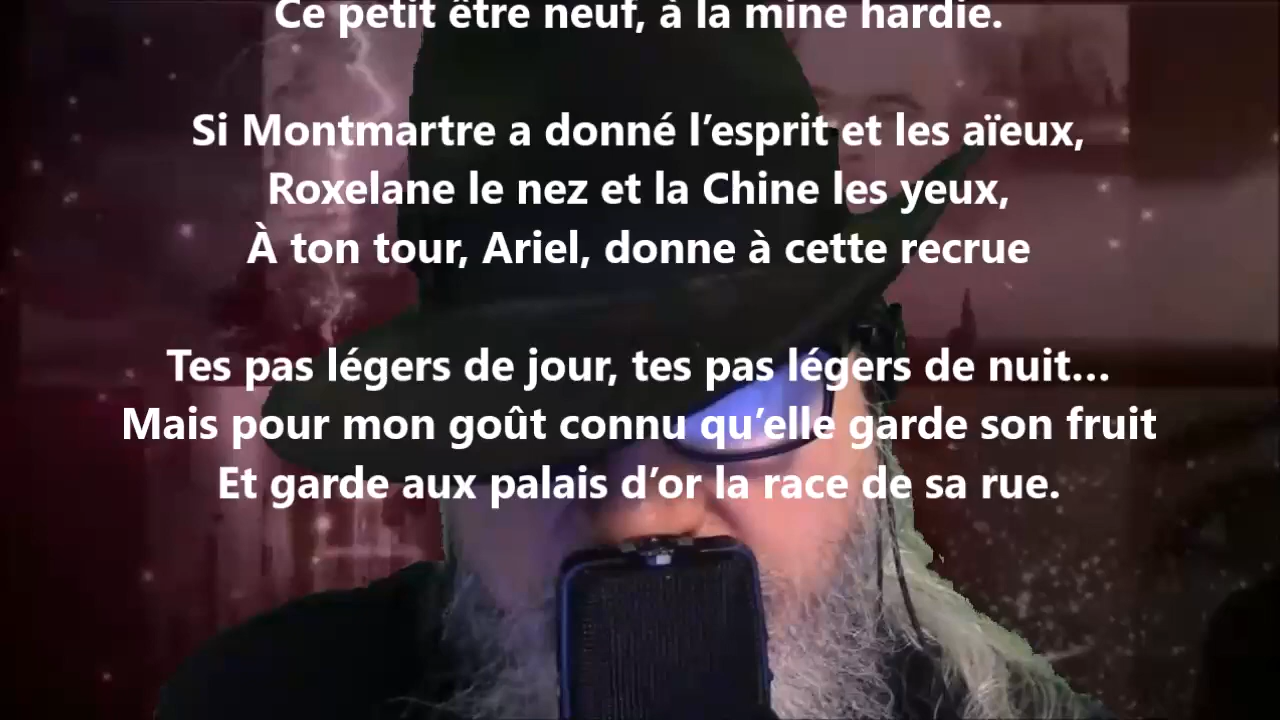 Ce petit être neuf, à la mine hardie.
Si Montmartre a donné l’esprit et les aïeux,
Roxelane le nez et la Chine les yeux,
À ton tour, Ariel, donne à cette recrue
Tes pas légers de jour, tes pas légers de nuit…
Mais pour mon goût connu qu’elle garde son fruit
Et garde aux palais d’or la race de sa rue.